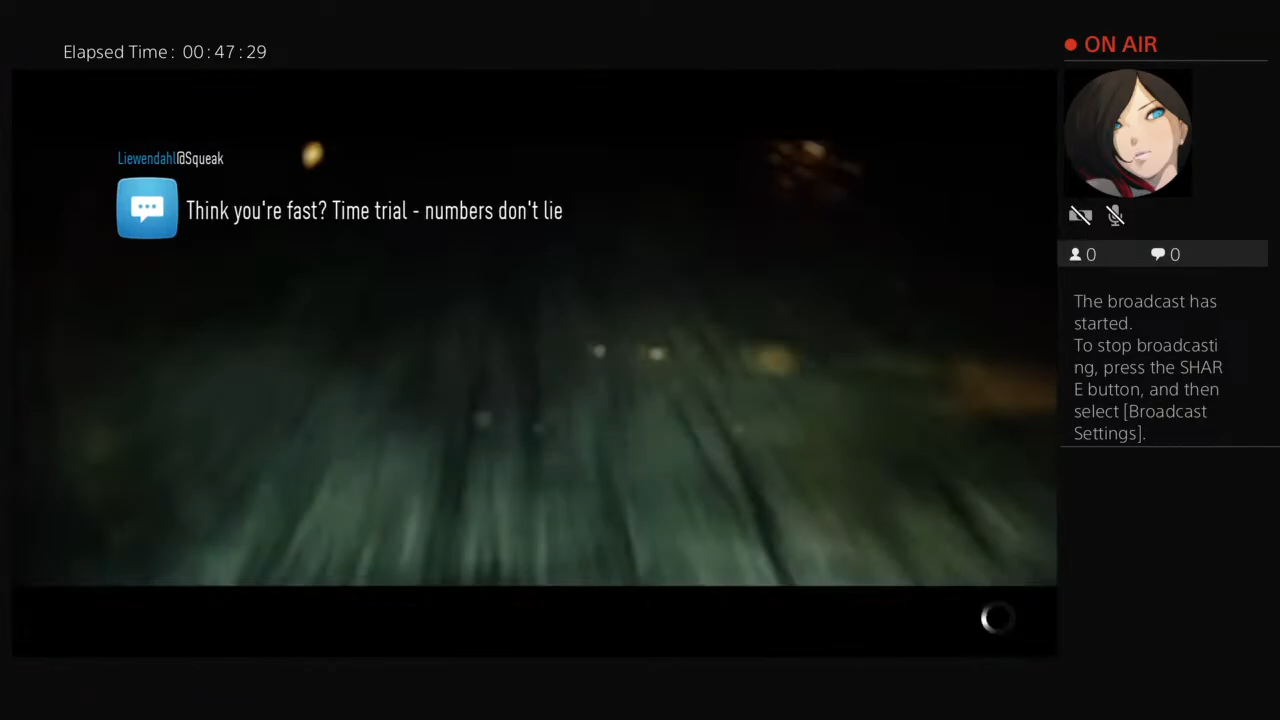 Elapsed Time: 00:47:29
ON AIR
Liewendahl@Squeak
Think you're fast? Time trial - numbers don't lie
0 0
The broadcast has
started.
To stop broadcasti
ng, press the SHAR
E button, and then
select [Broadcast
Settings].